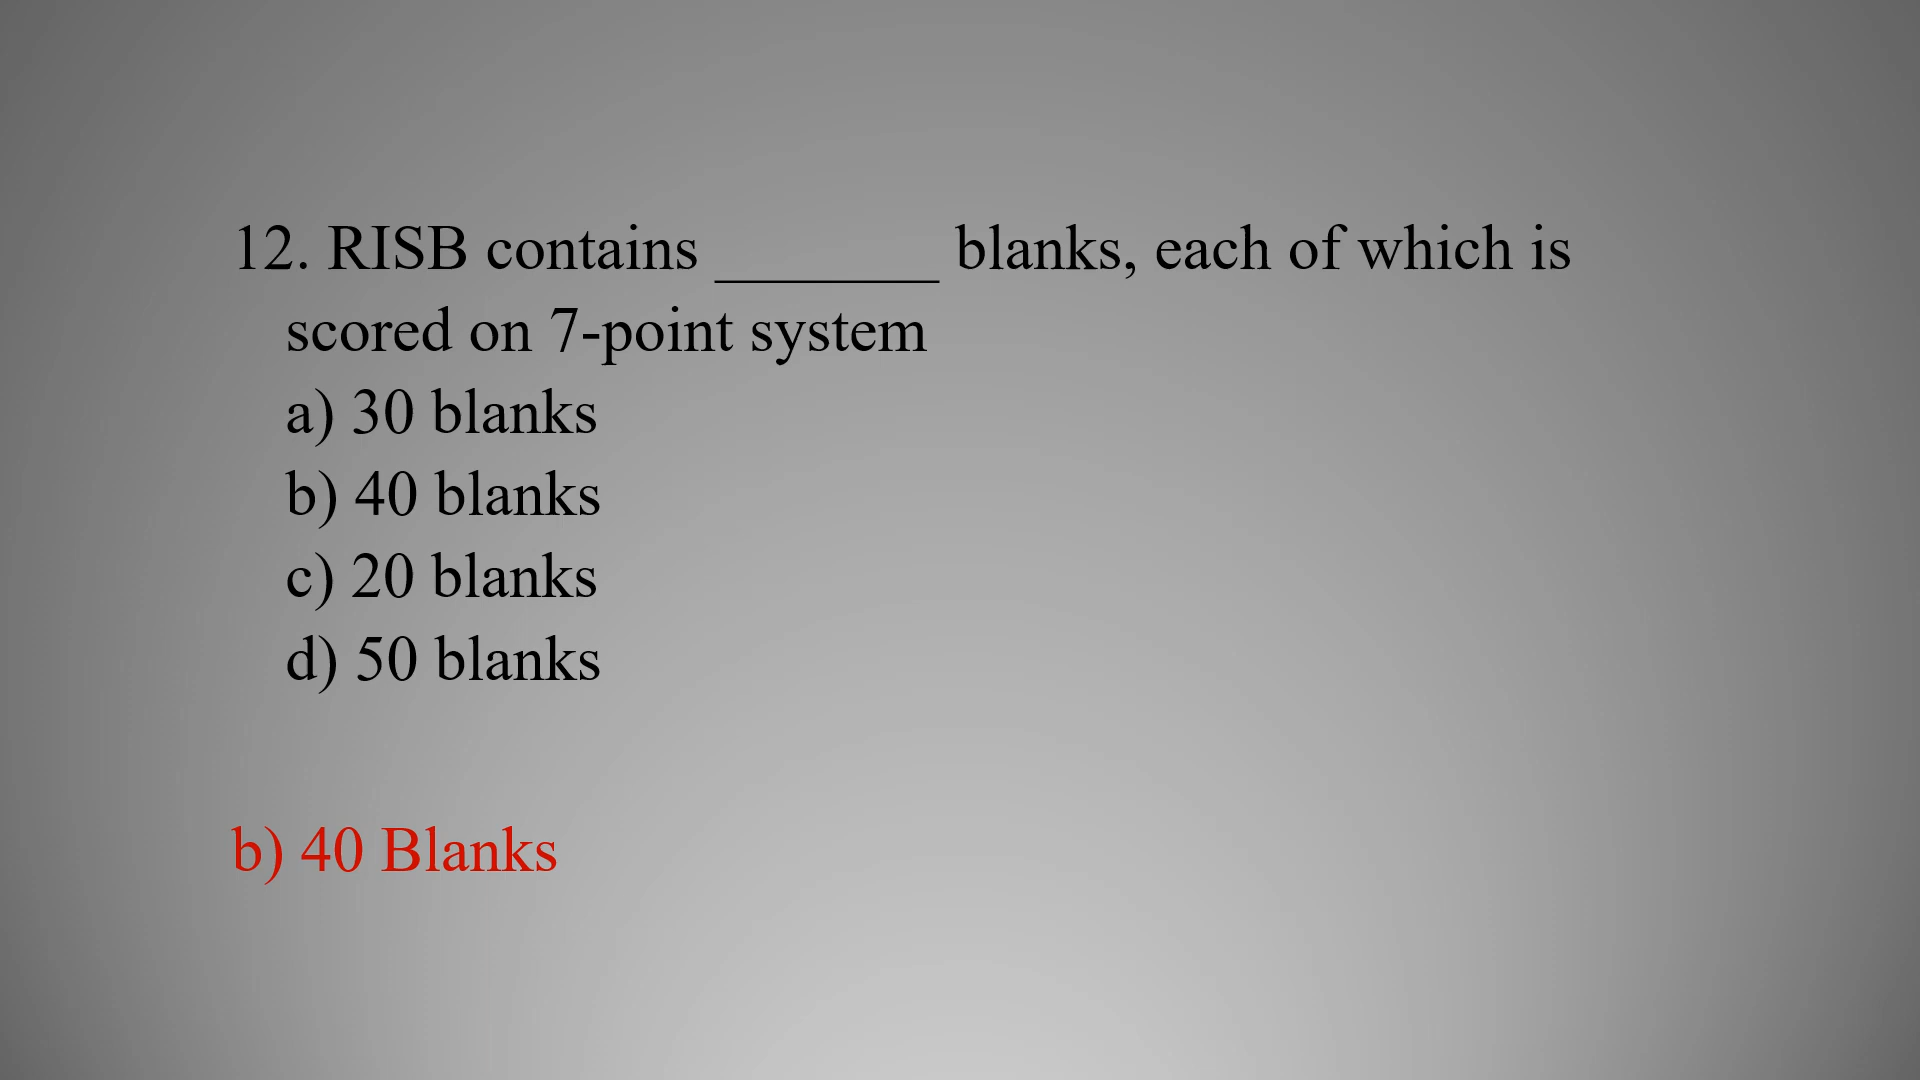 12. RISB contains _______ blanks, each of which is
scored on 7-point system
a) 30 blanks
b) 40 blanks
c) 20 blanks
d) 50 blanks
b) 40 Blanks